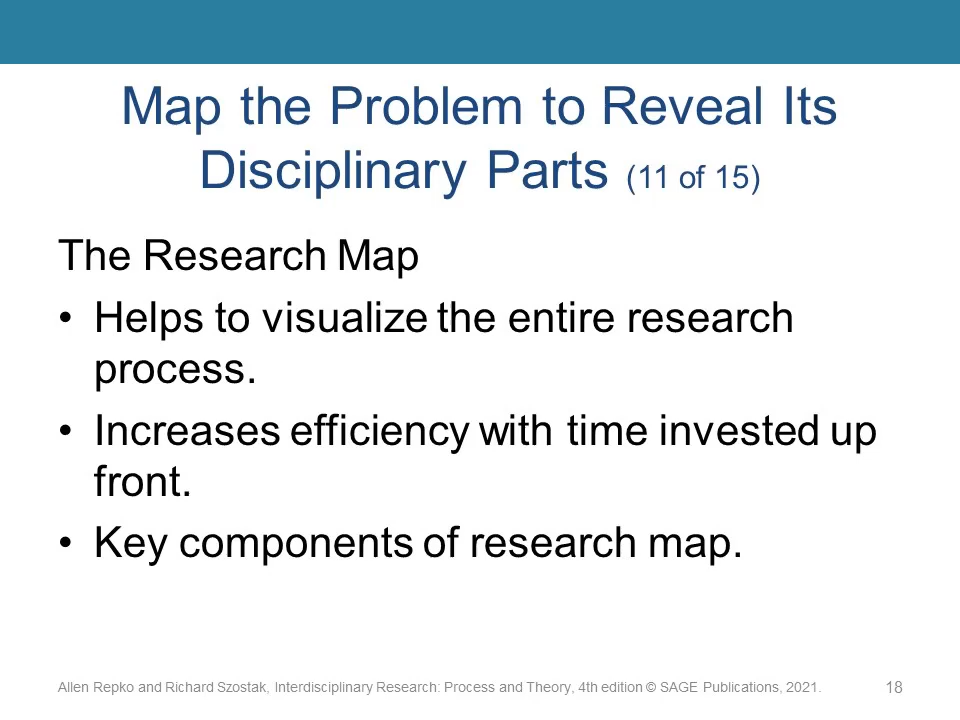 Map the Problem to Reveal Its
Disciplinary Parts (11 of 15)
The Research Map
• Helps to visualize the entire research
process.
• Increases efficiency with time invested up
front.
• Key components of research map.
Allen Repko and Richard Szostak, Interdisciplinary Research: Process and Theory, 4th edition © SAGE Publications, 2021.
18